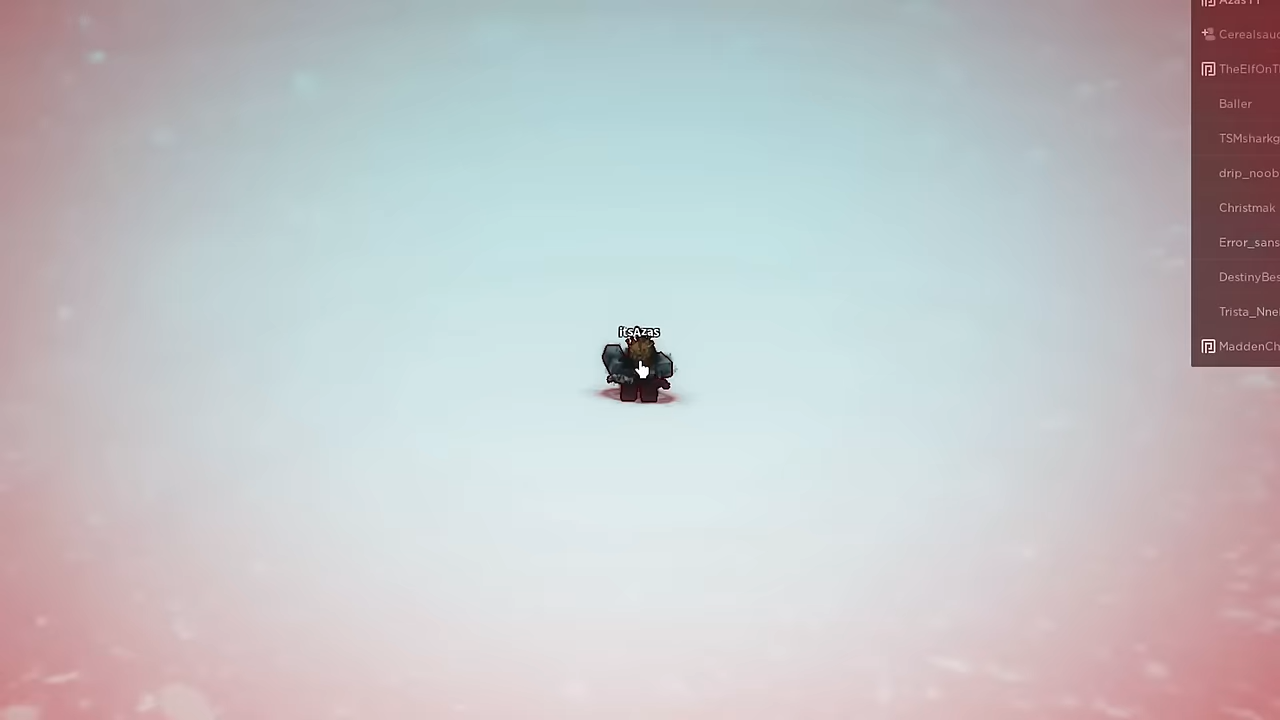 Cerealsauc
TheElfOnT
Baller
TSMsharkg
drip_noob
Christmak
Error_sans
DestinyBes
Trista_Nne
MaddenCh
itsAzas